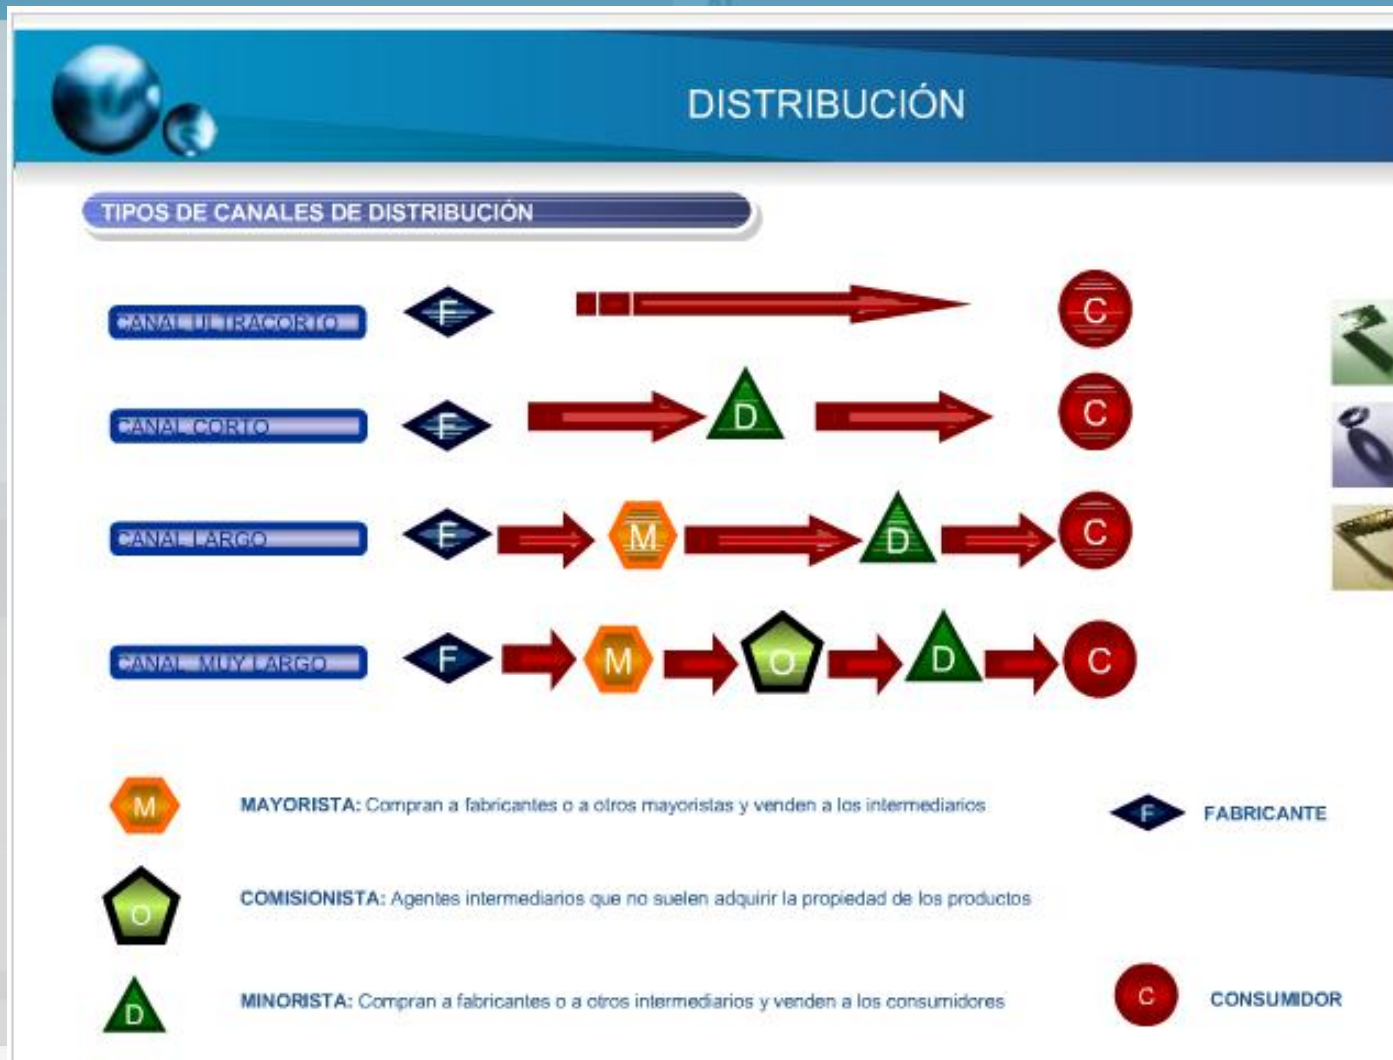 DISTRIBUCIÓN
TIPOS DE CANALES DE DISTRIBUCIÓN
CANAL ULTRACORTO F C
CANAL CORTO F D C
CANAL LARGO F M D C
CANAL MUY LARGO F M O D C
M MAYORISTA: Compran a fabricantes o a otros mayoristas y venden a los intermediarios F FABRICANTE
O COMISIONISTA: Agentes intermediarios que no suelen adquirir la propiedad de los productos
D MINORISTA: Compran a fabricantes o a otros intermediarios y venden a los consumidores C CONSUMIDOR